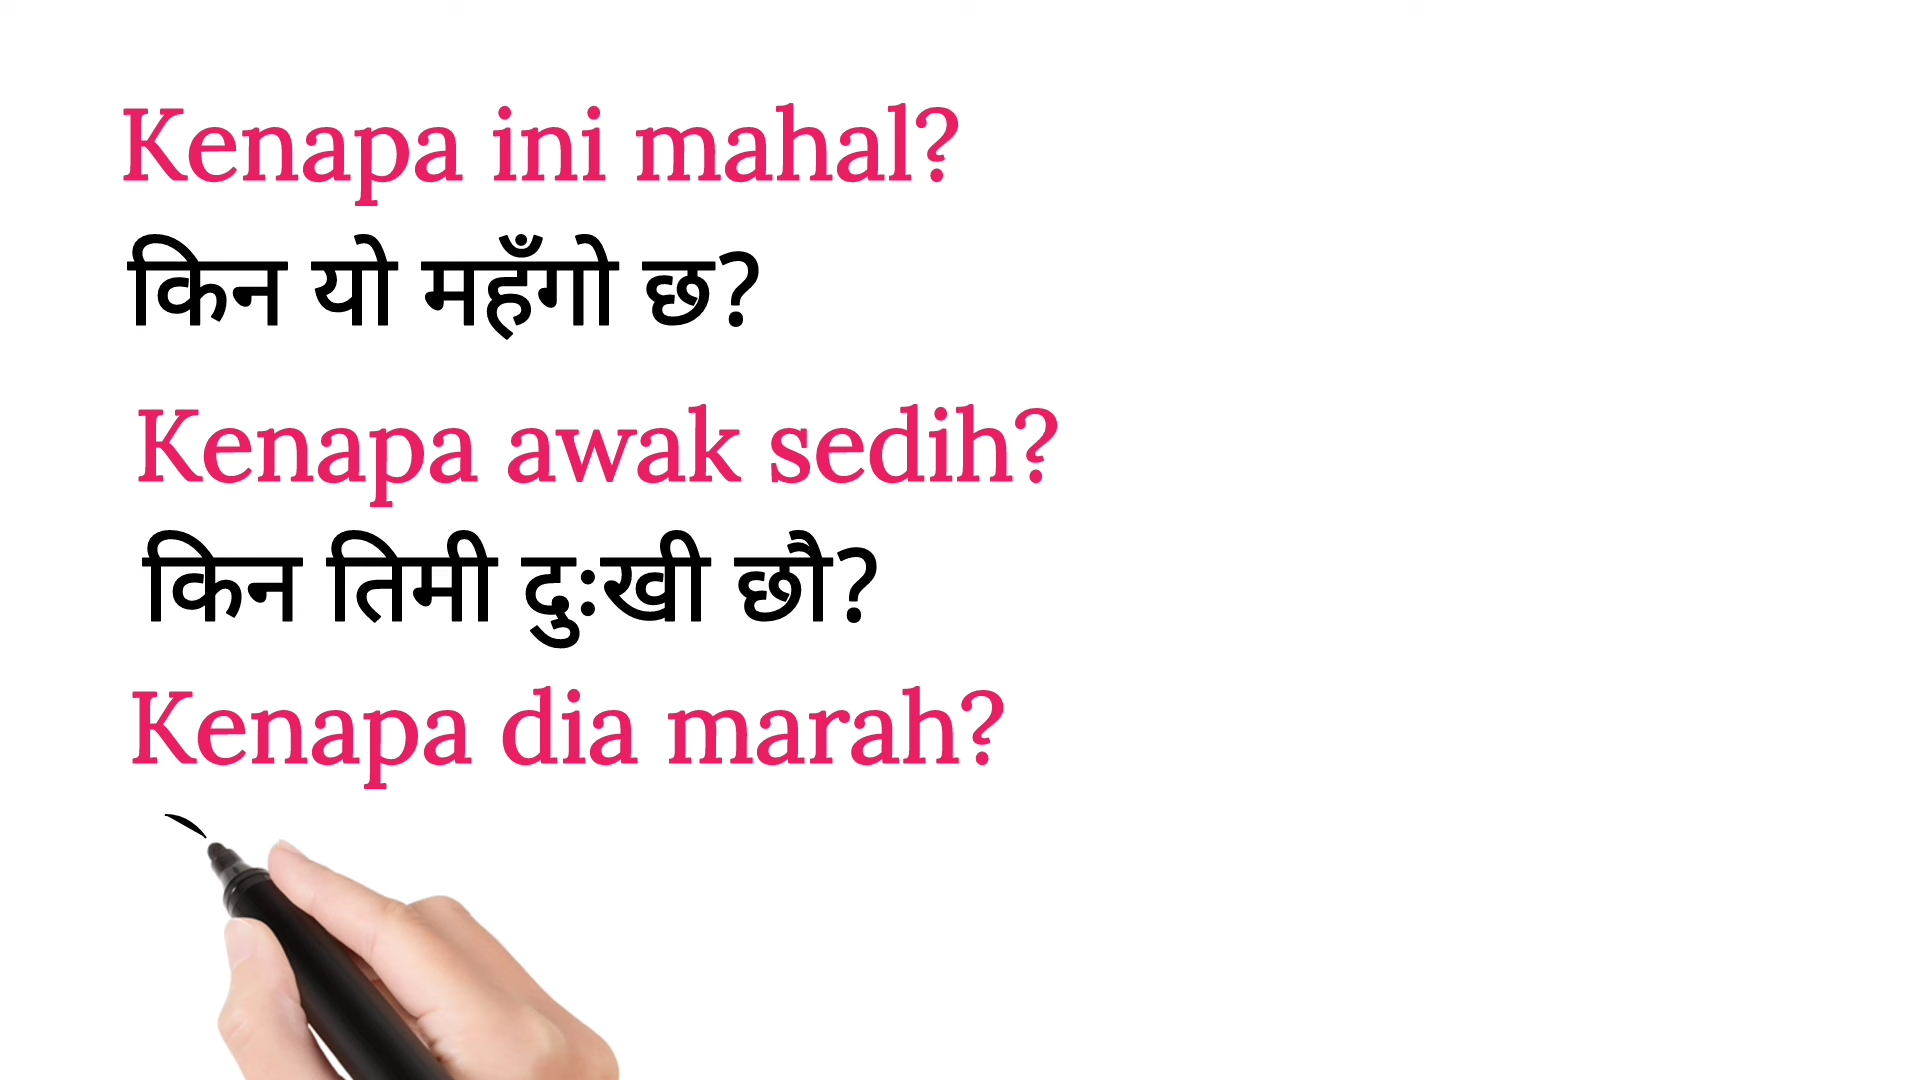 Kenapa ini mahal?
किन यो महँगो छ?
Kenapa awak sedih?
किन तिमी दुःखी छौ?
Kenapa dia marah?